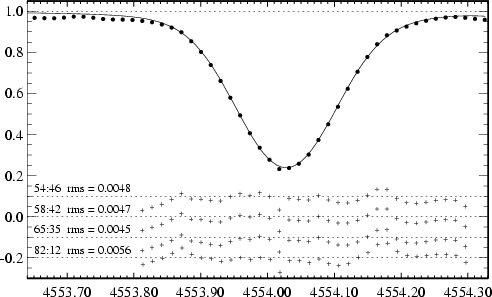 1.0
0.8
0.6
0.4
0.2
54:46 rms = 0.0048
0.0
58:42 rms = 0.0047
65:35 rms = 0.0045
82:12 rms = 0.0056
-0.2
4553.70 4553.80 4553.90 4554.00 4554.10 4554.20 4554.30